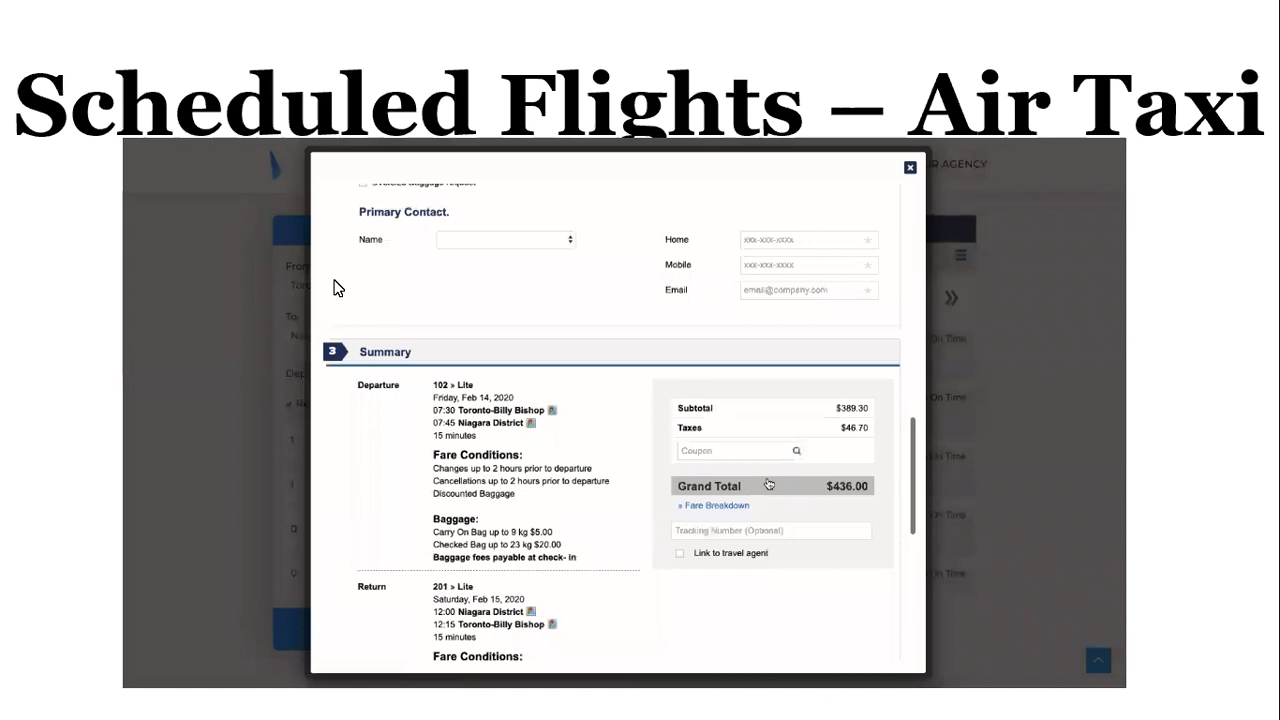 Scheduled Flights – Air Taxi
R AGENCY
Oversized Baggage request
Primary Contact.
Name
Home xxx-xxx-xxxx
Mobile xxx-xxx-xxxx
Email email@company.com
From
To
On Time
3 Summary
Departure 102 » Lite
Friday, Feb 14, 2020
07:30 Toronto-Billy Bishop
07:45 Niagara District
15 minutes
Fare Conditions:
Changes up to 2 hours prior to departure
Cancellations up to 2 hours prior to departure
Discounted Baggage
Baggage:
Carry On Bag up to 9 kg $5.00
Checked Bag up to 23 kg $20.00
Baggage fees payable at check- in
Subtotal $389.30
Taxes $46.70
Coupon
Grand Total $436.00
» Fare Breakdown
Tracking Number (Optional)
Link to travel agent
On Time
Return 201 » Lite
Saturday, Feb 15, 2020
12:00 Niagara District
12:15 Toronto-Billy Bishop
15 minutes
Fare Conditions: